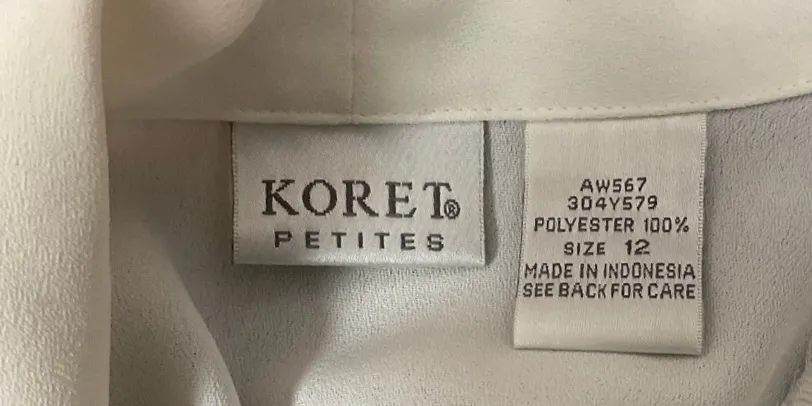 KORET®
PETITES
AW567
304Y579
POLYESTER 100%
SIZE 12
MADE IN INDONESIA
SEE BACK FOR CARE